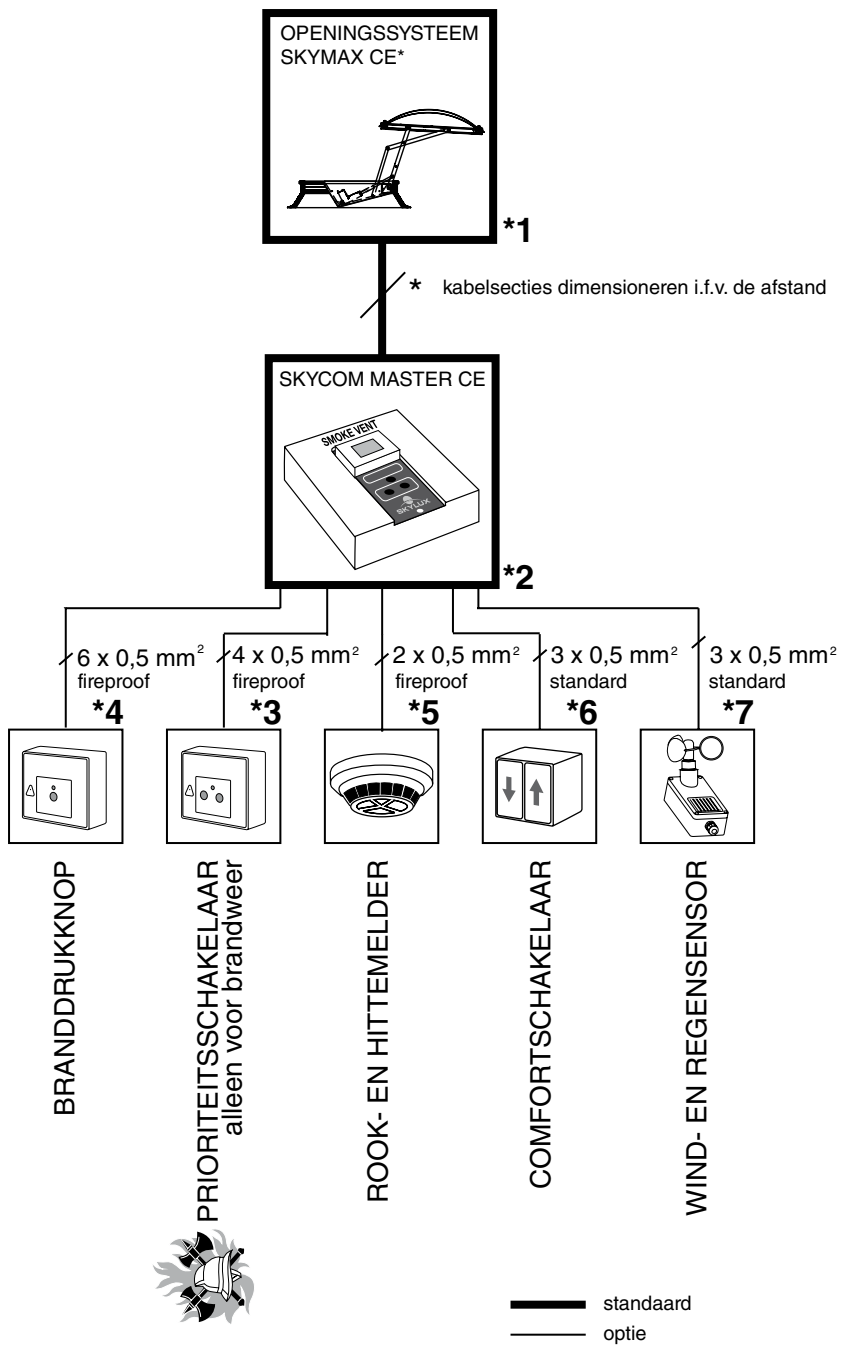 OPENINGSSYSTEEM
SKYMAX CE*
*1
* kabelsecties dimensioneren i.f.v. de afstand
SKYCOM MASTER CE
SMOKE VENT
SKYLUX
*2
6 x 0,5 mm²
fireproof
*4
4 x 0,5 mm²
fireproof
*3
2 x 0,5 mm²
fireproof
*5
3 x 0,5 mm²
standard
*6
3 x 0,5 mm²
standard
*7
BRANDDRUKKNOP
PRIORITEITSSCHAKELAAR
alleen voor brandweer
ROOK- EN HITTEMELDER
COMFORTSCHAKELAAR
WIND- EN REGENSENSOR
standaard
optie